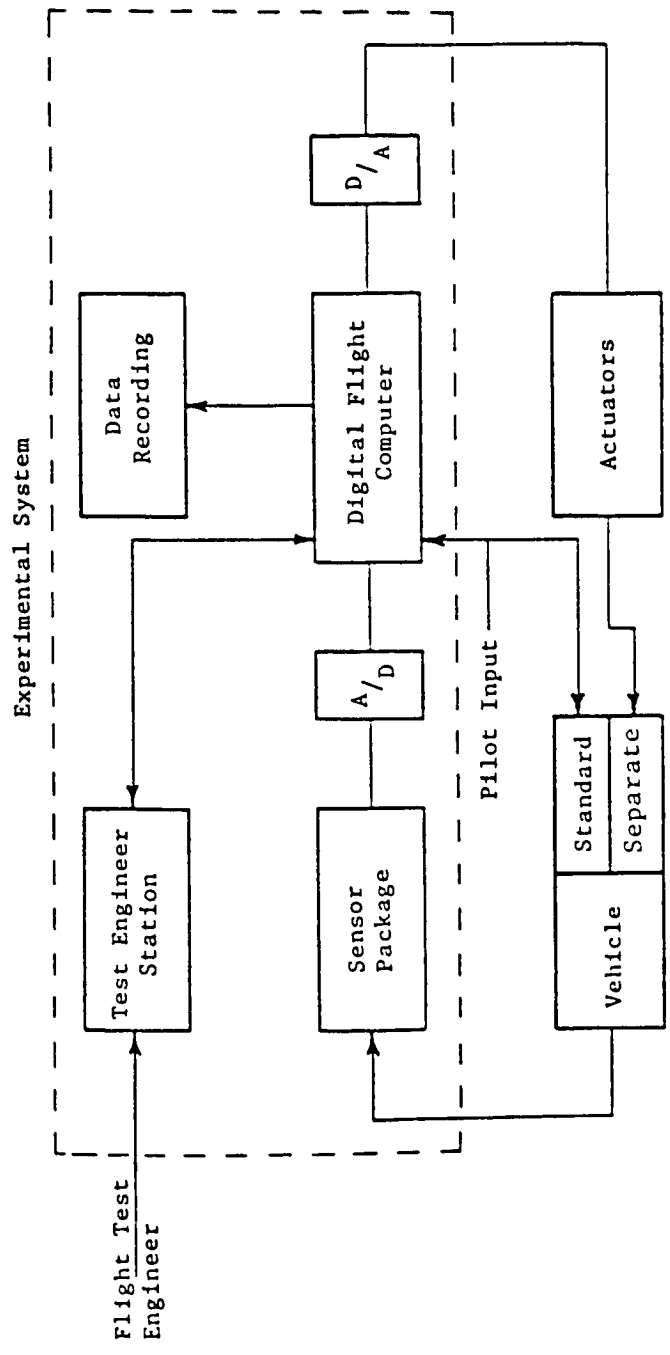 Experimental System
Flight Test
Engineer
Test Engineer
Station
Data
Recording
Sensor
Package
A/D
Digital Flight
Computer
D/A
Pilot Input
Vehicle
Standard
Separate
Actuators